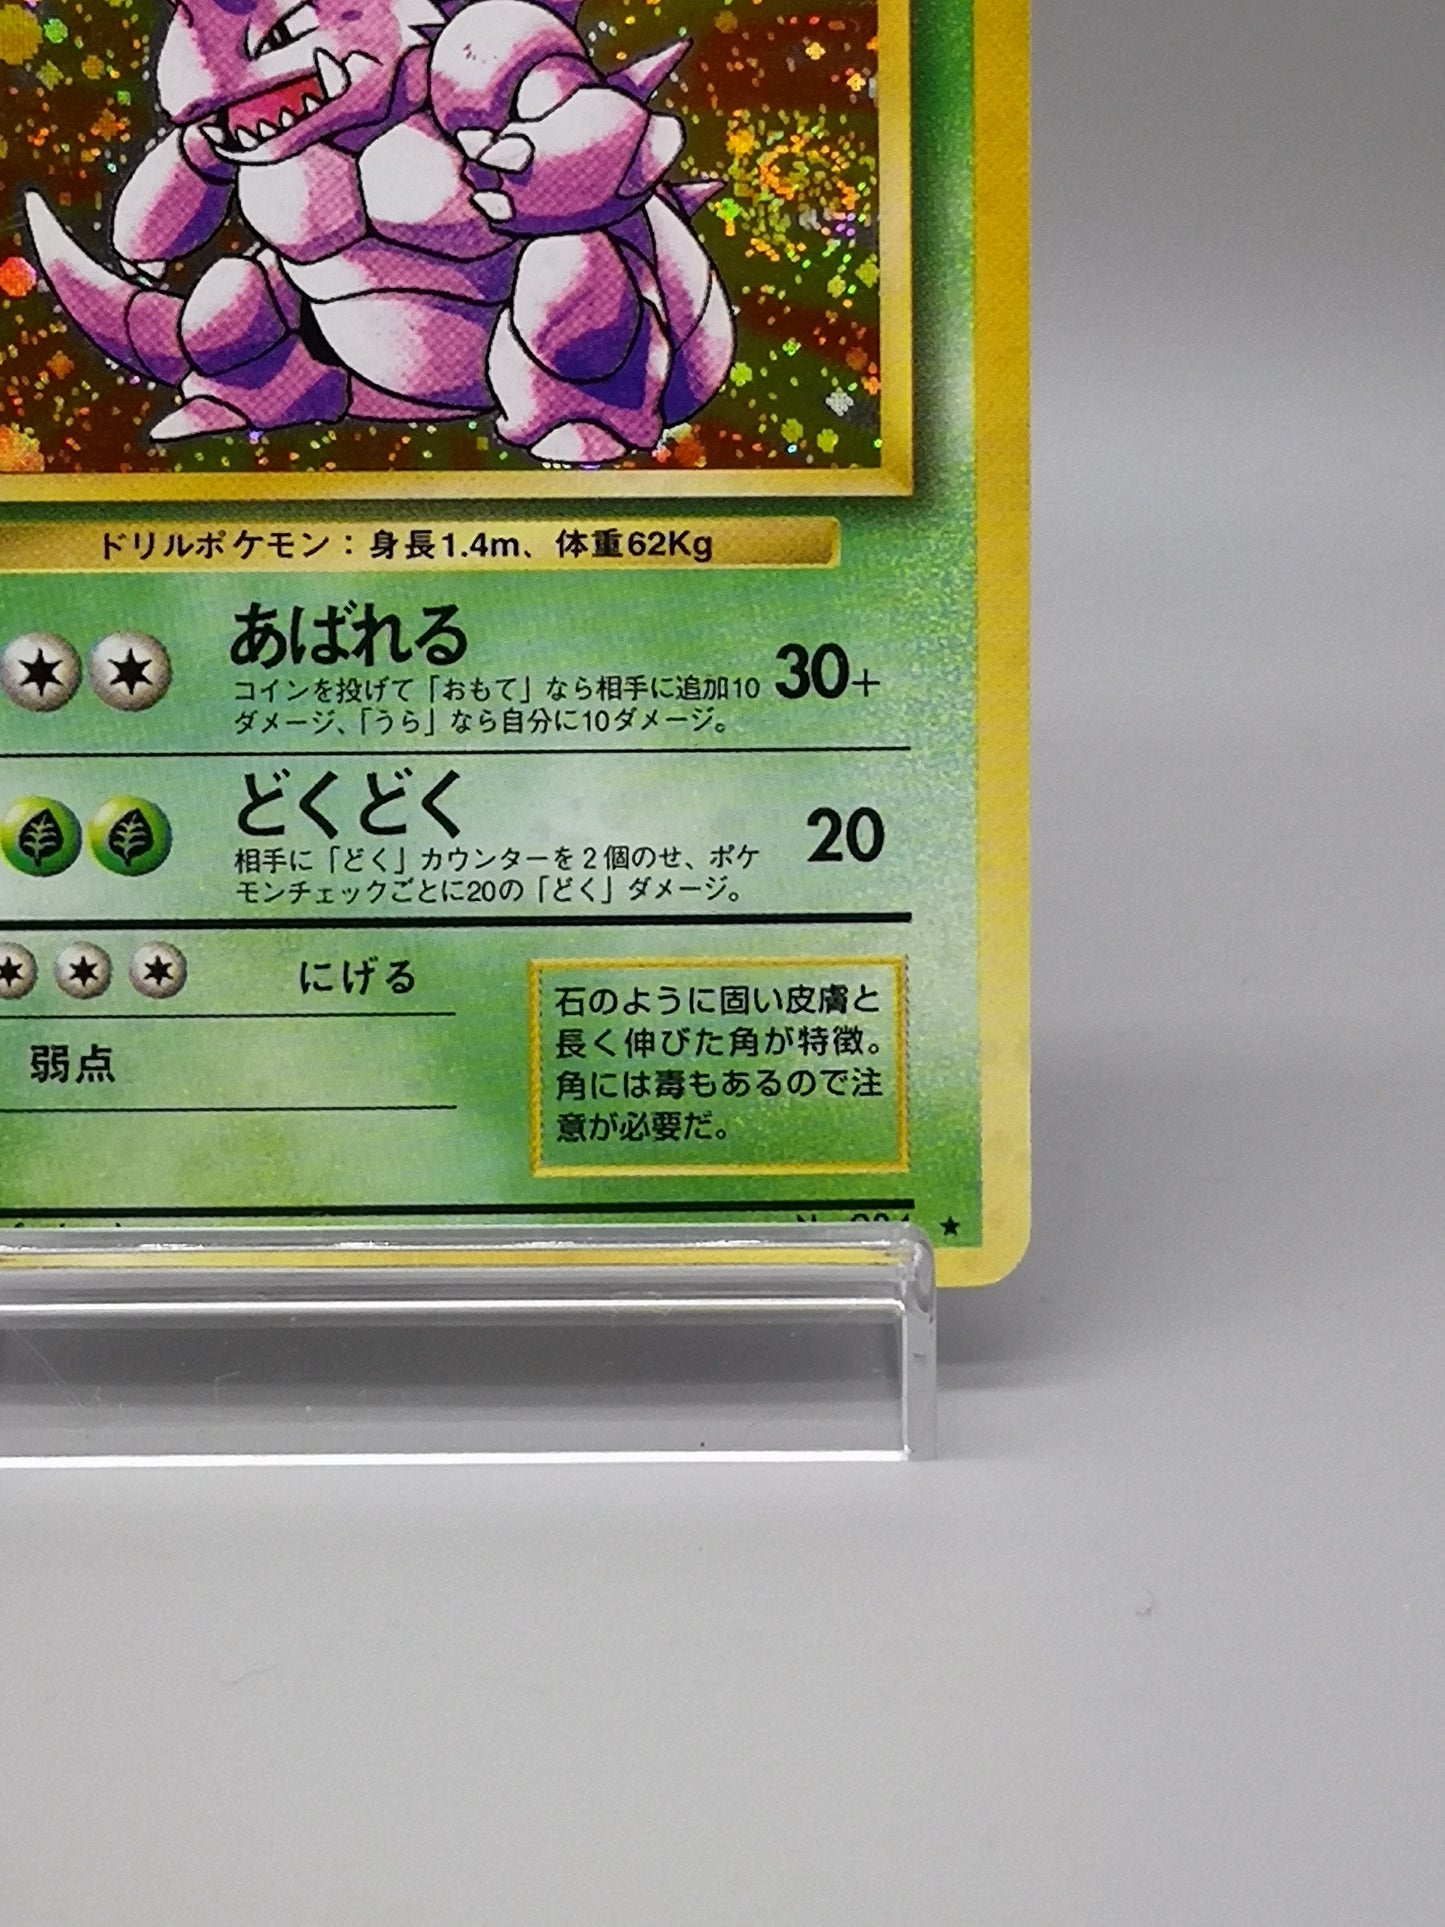 ドリルポケモン：身長1.4m、体重62Kg
あばれる
30+
コインを投げて「おもて」なら相手に追加10
ダメージ、「うら」なら自分に10ダメージ。
どくどく
20
相手に「どく」カウンターを2個のせ、ポケ
モンチェックごとに20の「どく」ダメージ。
にげる
弱点
石のように固い皮膚と
長く伸びた角が特徴。
角には毒もあるので注
意が必要だ。